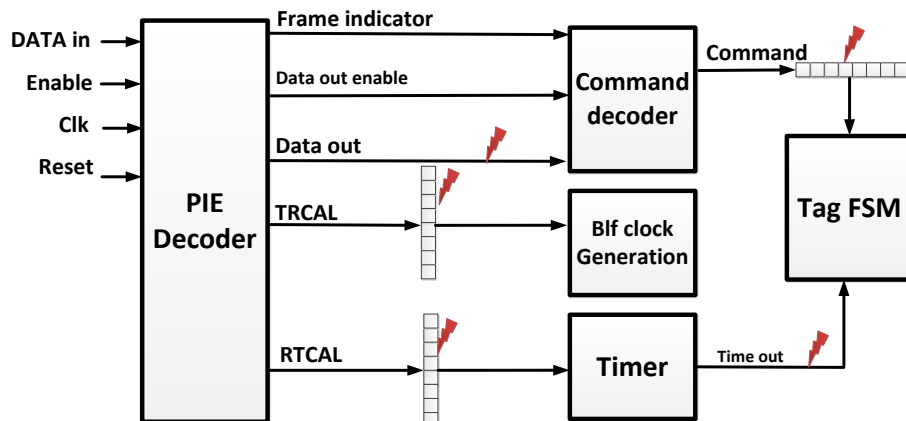 Frame indicator
DATA in
Enable
Clk
Reset
PIE
Decoder
Data out enable
Data out
TRCAL
RTCAL
Command
decoder
Command
Blf clock
Generation
Timer
Time out
Tag FSM